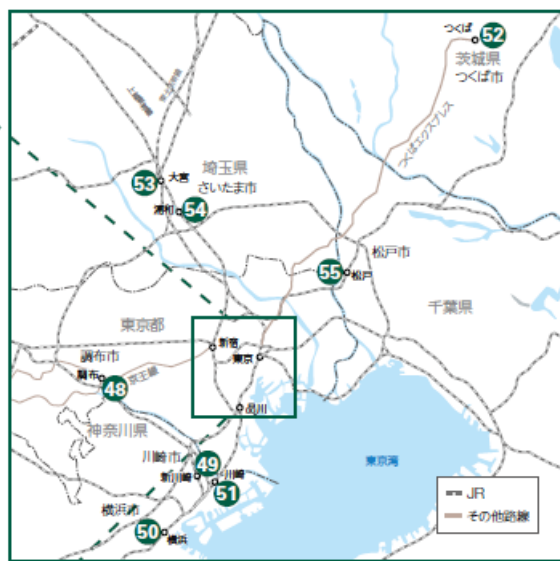 つくば
52
茨城県
つくば市
つくばエクスプレス
53
大宮
埼玉県
さいたま市
浦和
54
松戸市
55
松戸
千葉県
東京都
新宿
東京
調布市
調布
京王線
48
品川
神奈川県
川崎市
49
新川崎
川崎
51
東京湾
横浜市
50
横浜
JR
その他路線